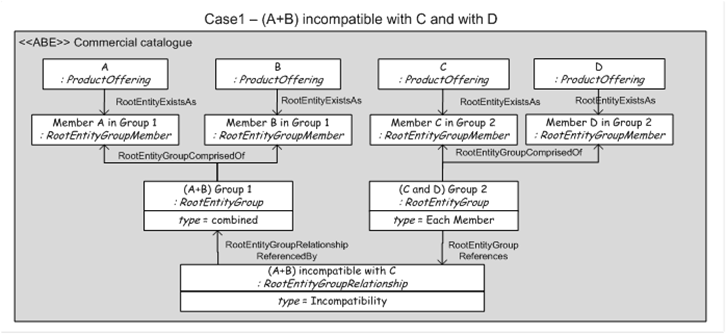 Case1 – (A+B) incompatible with C and with D
<<ABE>> Commercial catalogue
A
: ProductOffering
B
: ProductOffering
C
: ProductOffering
D
: ProductOffering
RootEntityExistsAs
RootEntityExistsAs
RootEntityExistsAs
RootEntityExistsAs
Member A in Group 1
: RootEntityGroupMember
Member B in Group 1
: RootEntityGroupMember
Member C in Group 2
: RootEntityGroupMember
Member D in Group 2
: RootEntityGroupMember
RootEntityGroupComprisedOf
RootEntityGroupComprisedOf
(A+B) Group 1
: RootEntityGroup
type = combined
(C and D) Group 2
: RootEntityGroup
type = Each Member
RootEntityGroupRelationship
ReferencedBy
RootEntityGroup
References
(A+B) incompatible with C
: RootEntityGroupRelationship
type = Incompatibility